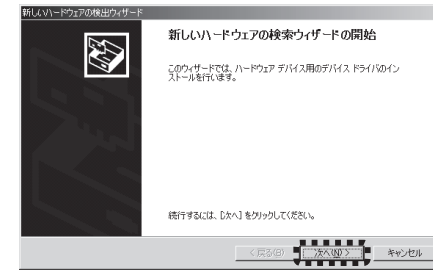 新しいハードウェアの検出ウィザード
新しいハードウェアの検索ウィザードの開始
このウィザードでは、ハードウェア デバイス用のデバイス ドライバのイン
ストールを行います。
続行するには、[次へ] をクリックしてください。
< 戻る(B)
次へ(N) >
キャンセル